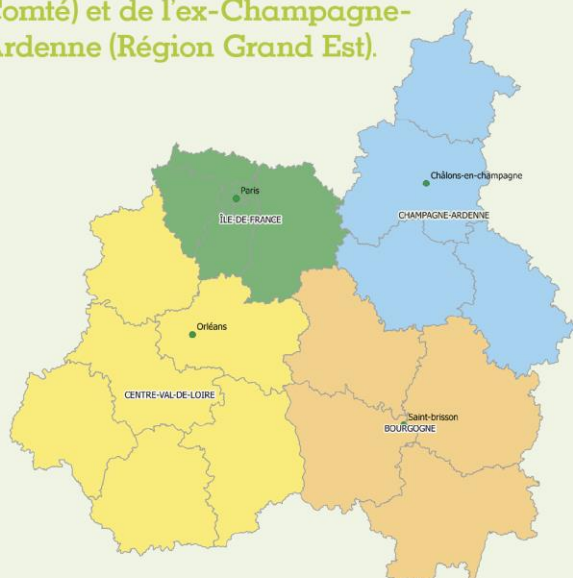 Comté) et de l'ex-Champagne-
Ardenne (Région Grand Est).
Châlons-en-champagne
Paris
CHAMPAGNE-ARDENNE
ÎLE-DE-FRANCE
Orléans
CENTRE-VAL-DE-LOIRE
Saint-brisson
BOURGOGNE